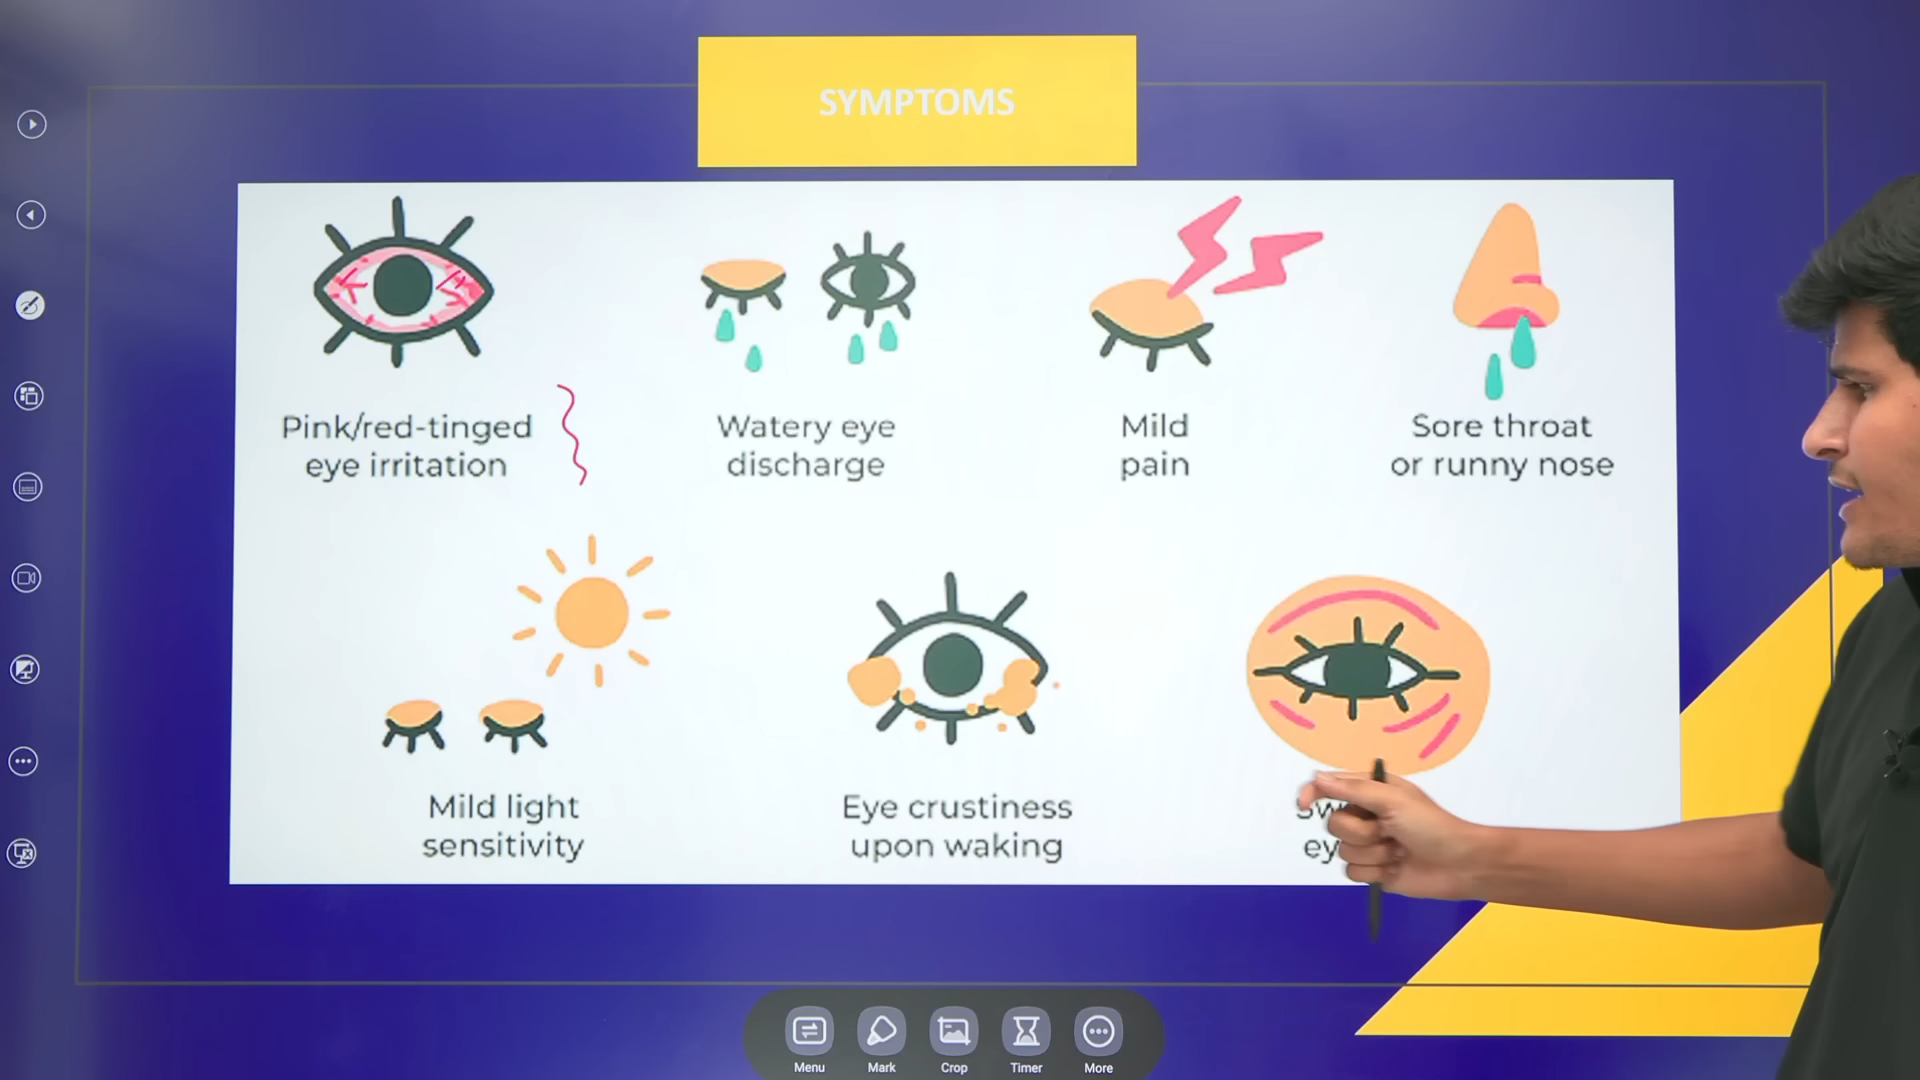 SYMPTOMS
Pink/red-tinged
eye irritation
Watery eye
discharge
Mild
pain
Sore throat
or runny nose
Mild light
sensitivity
Eye crustiness
upon waking
Menu
Mark
Crop
Timer
More